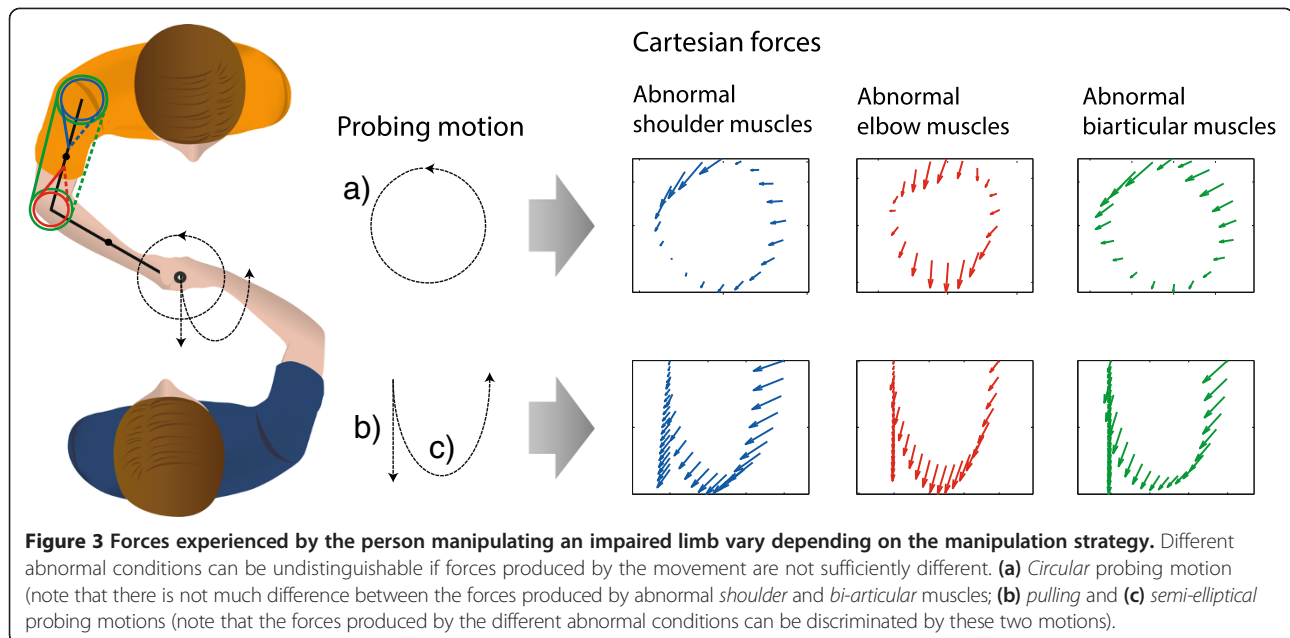 Cartesian forces
Probing motion
Abnormal
shoulder muscles
Abnormal
elbow muscles
Abnormal
biarticular muscles
a)
b)
c)
Figure 3 Forces experienced by the person manipulating an impaired limb vary depending on the manipulation strategy. Different
abnormal conditions can be undistinguishable if forces produced by the movement are not sufficiently different. (a) Circular probing motion
(note that there is not much difference between the forces produced by abnormal shoulder and bi-articular muscles; (b) pulling and (c) semi-elliptical
probing motions (note that the forces produced by the different abnormal conditions can be discriminated by these two motions).